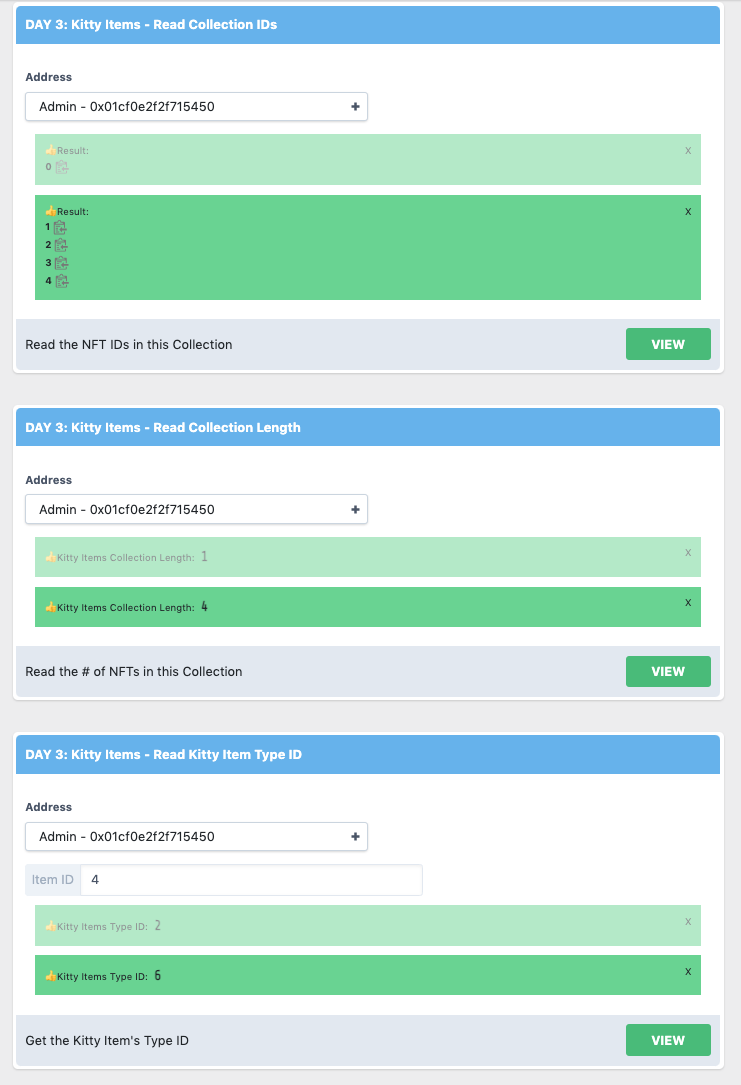 DAY 3: Kitty Items - Read Collection IDs
Address
Admin - 0x01cf0e2f2f715450 +
👍Result: X
0
👍Result: X
1
2
3
4
Read the NFT IDs in this Collection VIEW
DAY 3: Kitty Items - Read Collection Length
Address
Admin - 0x01cf0e2f2f715450 +
👍Kitty Items Collection Length: 1 X
👍Kitty Items Collection Length: 4 X
Read the # of NFTs in this Collection VIEW
DAY 3: Kitty Items - Read Kitty Item Type ID
Address
Admin - 0x01cf0e2f2f715450 +
Item ID 4
👍Kitty Items Type ID: 2 X
👍Kitty Items Type ID: 6 X
Get the Kitty Item's Type ID VIEW